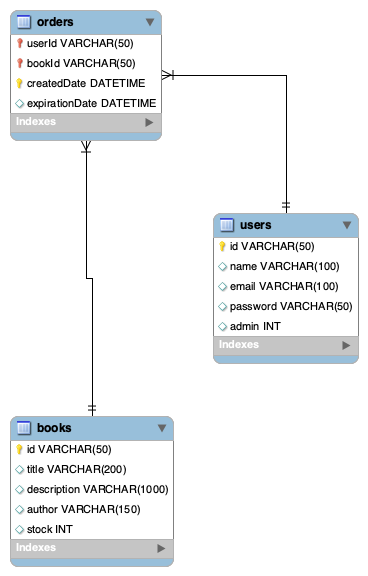 orders
userId VARCHAR(50)
bookId VARCHAR(50)
createdDate DATETIME
expirationDate DATETIME
Indexes
users
id VARCHAR(50)
name VARCHAR(100)
email VARCHAR(100)
password VARCHAR(50)
admin INT
Indexes
books
id VARCHAR(50)
title VARCHAR(200)
description VARCHAR(1000)
author VARCHAR(150)
stock INT
Indexes